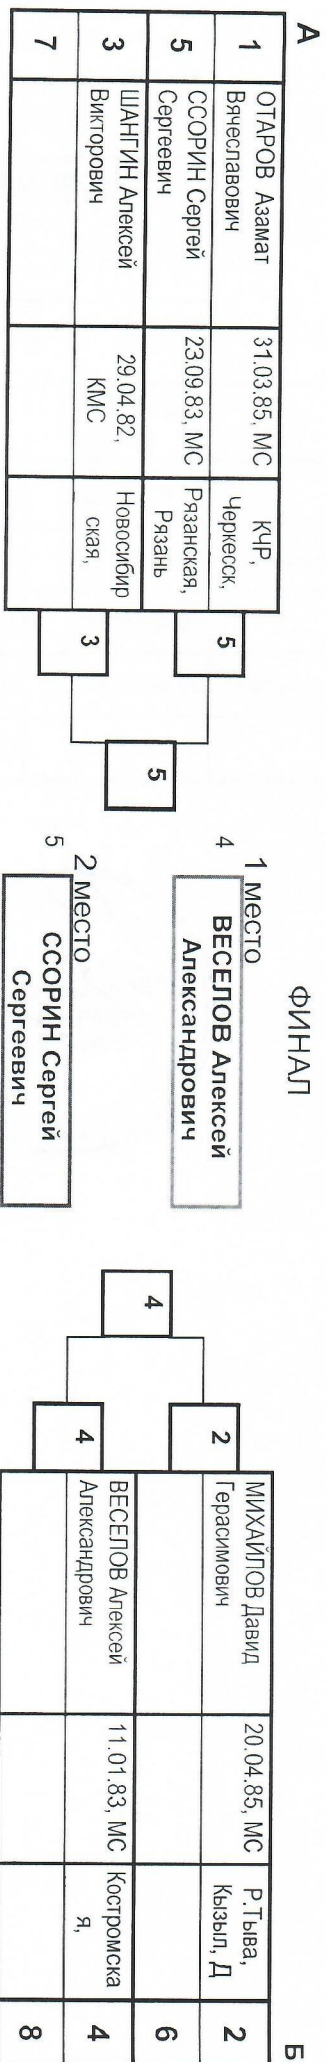 А
1
ОТАРОВ Азамат
Вячеславович
31.03.85, МС
КЧР,
Черкесск,
5
ССОРИН Сергей
Сергеевич
23.09.83, МС
Рязанская,
Рязань
3
ШАНГИН Алексей
Викторович
29.04.82,
КМС
Новосибир
ская,
7
5
3
5
ФИНАЛ
1 место
4
ВЕСЕЛОВ Алексей
Александрович
2 место
5
ССОРИН Сергей
Сергеевич
4
2
4
Б
МИХАЙЛОВ Давид
Герасимович
20.04.85, МС
Р.Тыва,
Кызыл, Д
2
6
ВЕСЕЛОВ Алексей
Александрович
11.01.83, МС
Костромска
я,
4
8